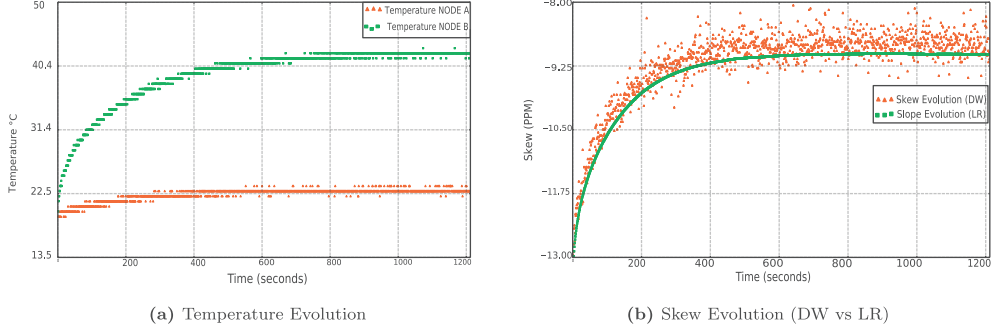 50
40.4
31.4
22.5
13.5
Temperature °C
Temperature NODE A
Temperature NODE B
200
400
600
800
1000
1200
Time (seconds)
(a) Temperature Evolution
−8.00
−9.25
−10.50
−11.75
−13.00
Skew (PPM)
Skew Evolution (DW)
Slope Evolution (LR)
200
400
600
800
1000
1200
Time (seconds)
(b) Skew Evolution (DW vs LR)